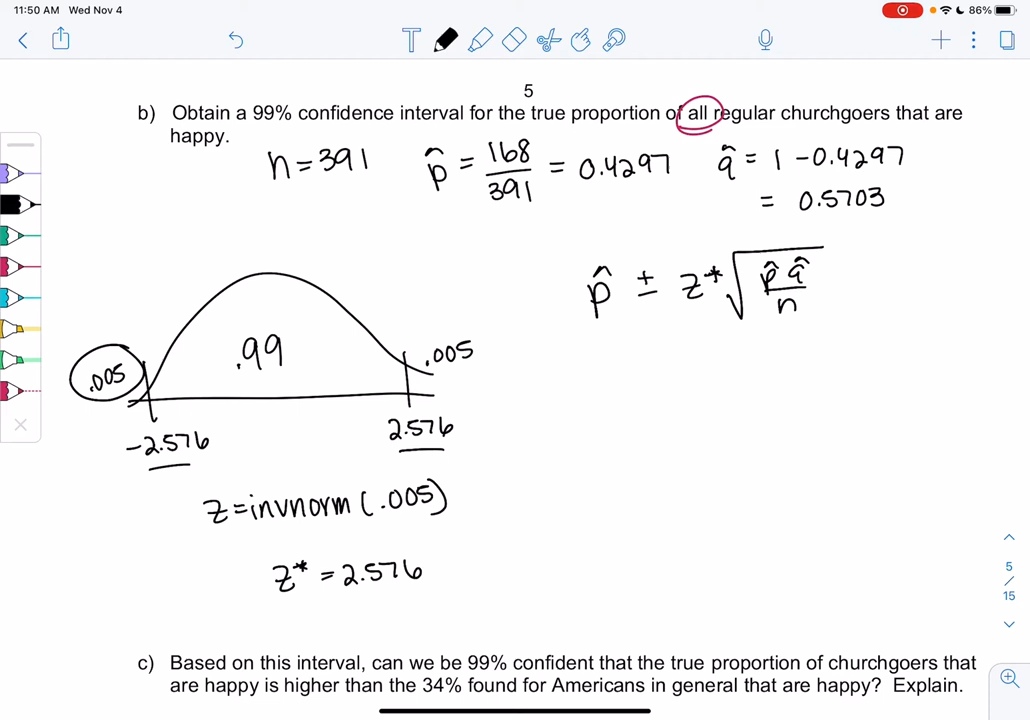 11:50 AM Wed Nov 4
86%
T
5
b) Obtain a 99% confidence interval for the true proportion of all regular churchgoers that are
happy.
n = 391
p̂ = 168/391 = 0.4297
q̂ = 1 - 0.4297
= 0.5703
p̂ ± z* √(p̂ q̂ / n)
.005
.99
.005
-2.576
2.576
z = invnorm (.005)
z* = 2.576
5
/
15
c) Based on this interval, can we be 99% confident that the true proportion of churchgoers that
are happy is higher than the 34% found for Americans in general that are happy? Explain.